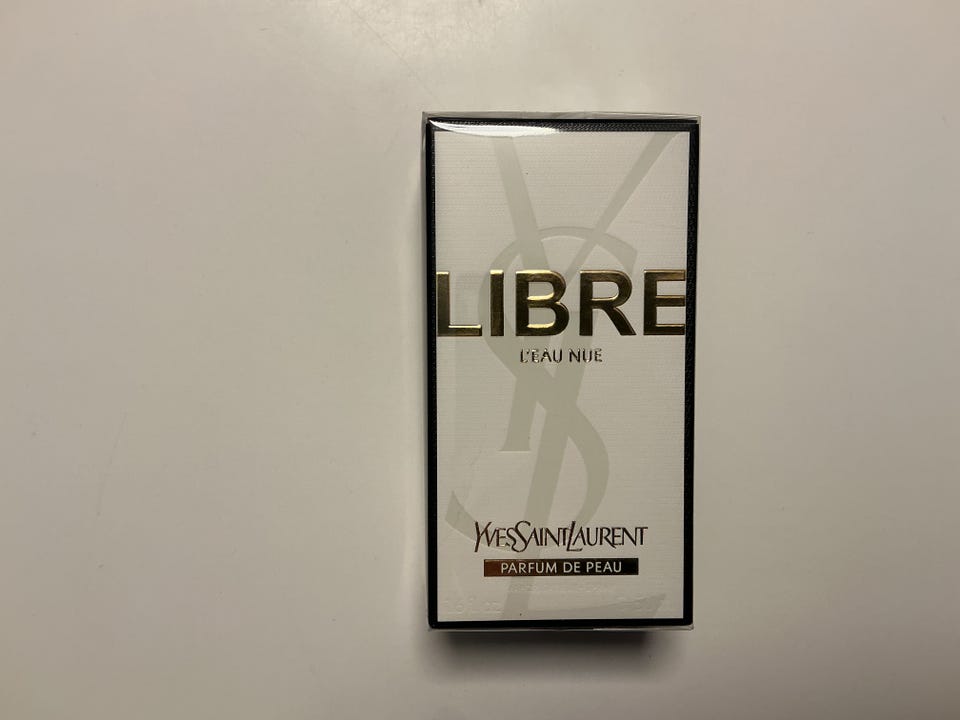 LIBRE
L'EAU NUE
YVESSAINTLAURENT
PARFUM DE PEAU